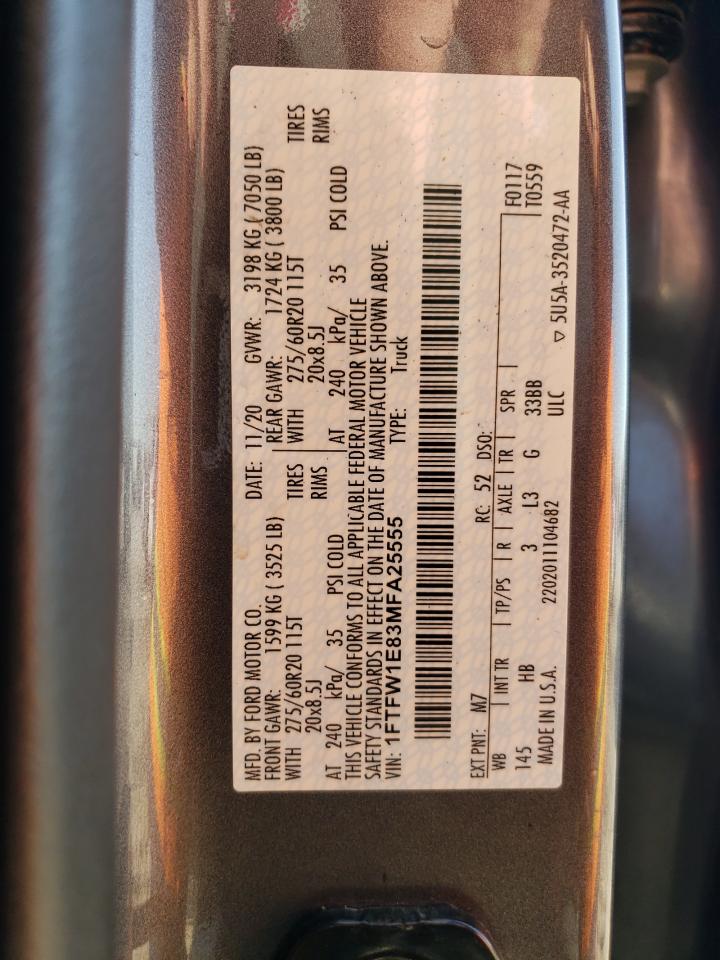 MFD. BY FORD MOTOR CO. DATE: 11/20 GVWR: 3198 KG ( 7050 LB)
FRONT GAWR: 1599 KG ( 3525 LB) REAR GAWR: 1724 KG ( 3800 LB)
WITH 275/60R20 115T TIRES WITH 275/60R20 115T TIRES
20x8.5J RIMS 20x8.5J RIMS
AT 240 kPa/ 35 PSI COLD AT 240 kPa/ 35 PSI COLD
THIS VEHICLE CONFORMS TO ALL APPLICABLE FEDERAL MOTOR VEHICLE
SAFETY STANDARDS IN EFFECT ON THE DATE OF MANUFACTURE SHOWN ABOVE.
VIN: 1FTFW1E83MFA25555 TYPE: Truck
EXT PNT: M7 RC: 52 DSO: F0117
WB INT TR TP/PS R AXLE TR SPR T0559
145 HB 3 L3 G 33BB
MADE IN U.S.A. 2202011104682 ULC ▽ 5U5A-3520472-AA